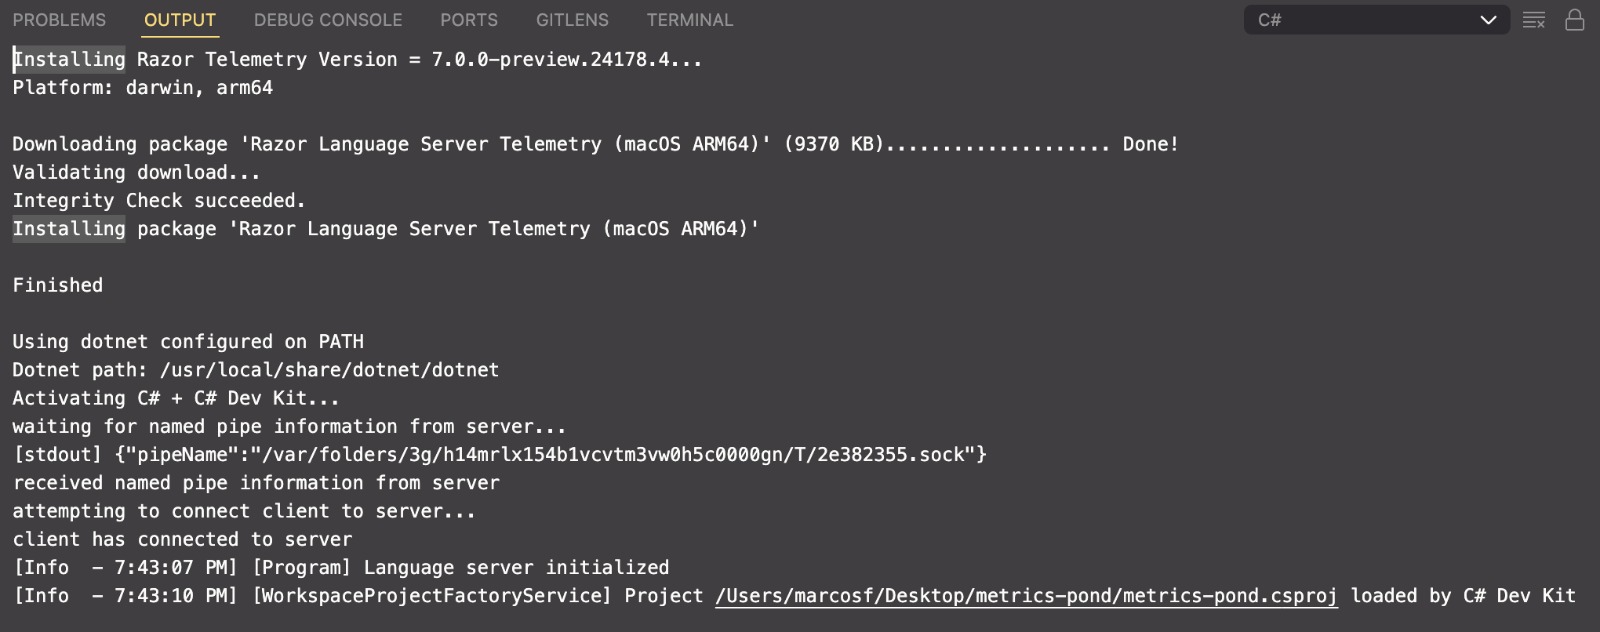 PROBLEMS OUTPUT DEBUG CONSOLE PORTS GITLENS TERMINAL C#
Installing Razor Telemetry Version = 7.0.0-preview.24178.4...
Platform: darwin, arm64
Downloading package 'Razor Language Server Telemetry (macOS ARM64)' (9370 KB).................... Done!
Validating download...
Integrity Check succeeded.
Installing package 'Razor Language Server Telemetry (macOS ARM64)'
Finished
Using dotnet configured on PATH
Dotnet path: /usr/local/share/dotnet/dotnet
Activating C# + C# Dev Kit...
waiting for named pipe information from server...
[stdout] {"pipeName":"/var/folders/3g/h14mrlx154b1vcvtm3vw0h5c0000gn/T/2e382355.sock"}
received named pipe information from server
attempting to connect client to server...
client has connected to server
[Info  - 7:43:07 PM] [Program] Language server initialized
[Info  - 7:43:10 PM] [WorkspaceProjectFactoryService] Project /Users/marcosf/Desktop/metrics-pond/metrics-pond.csproj loaded by C# Dev Kit